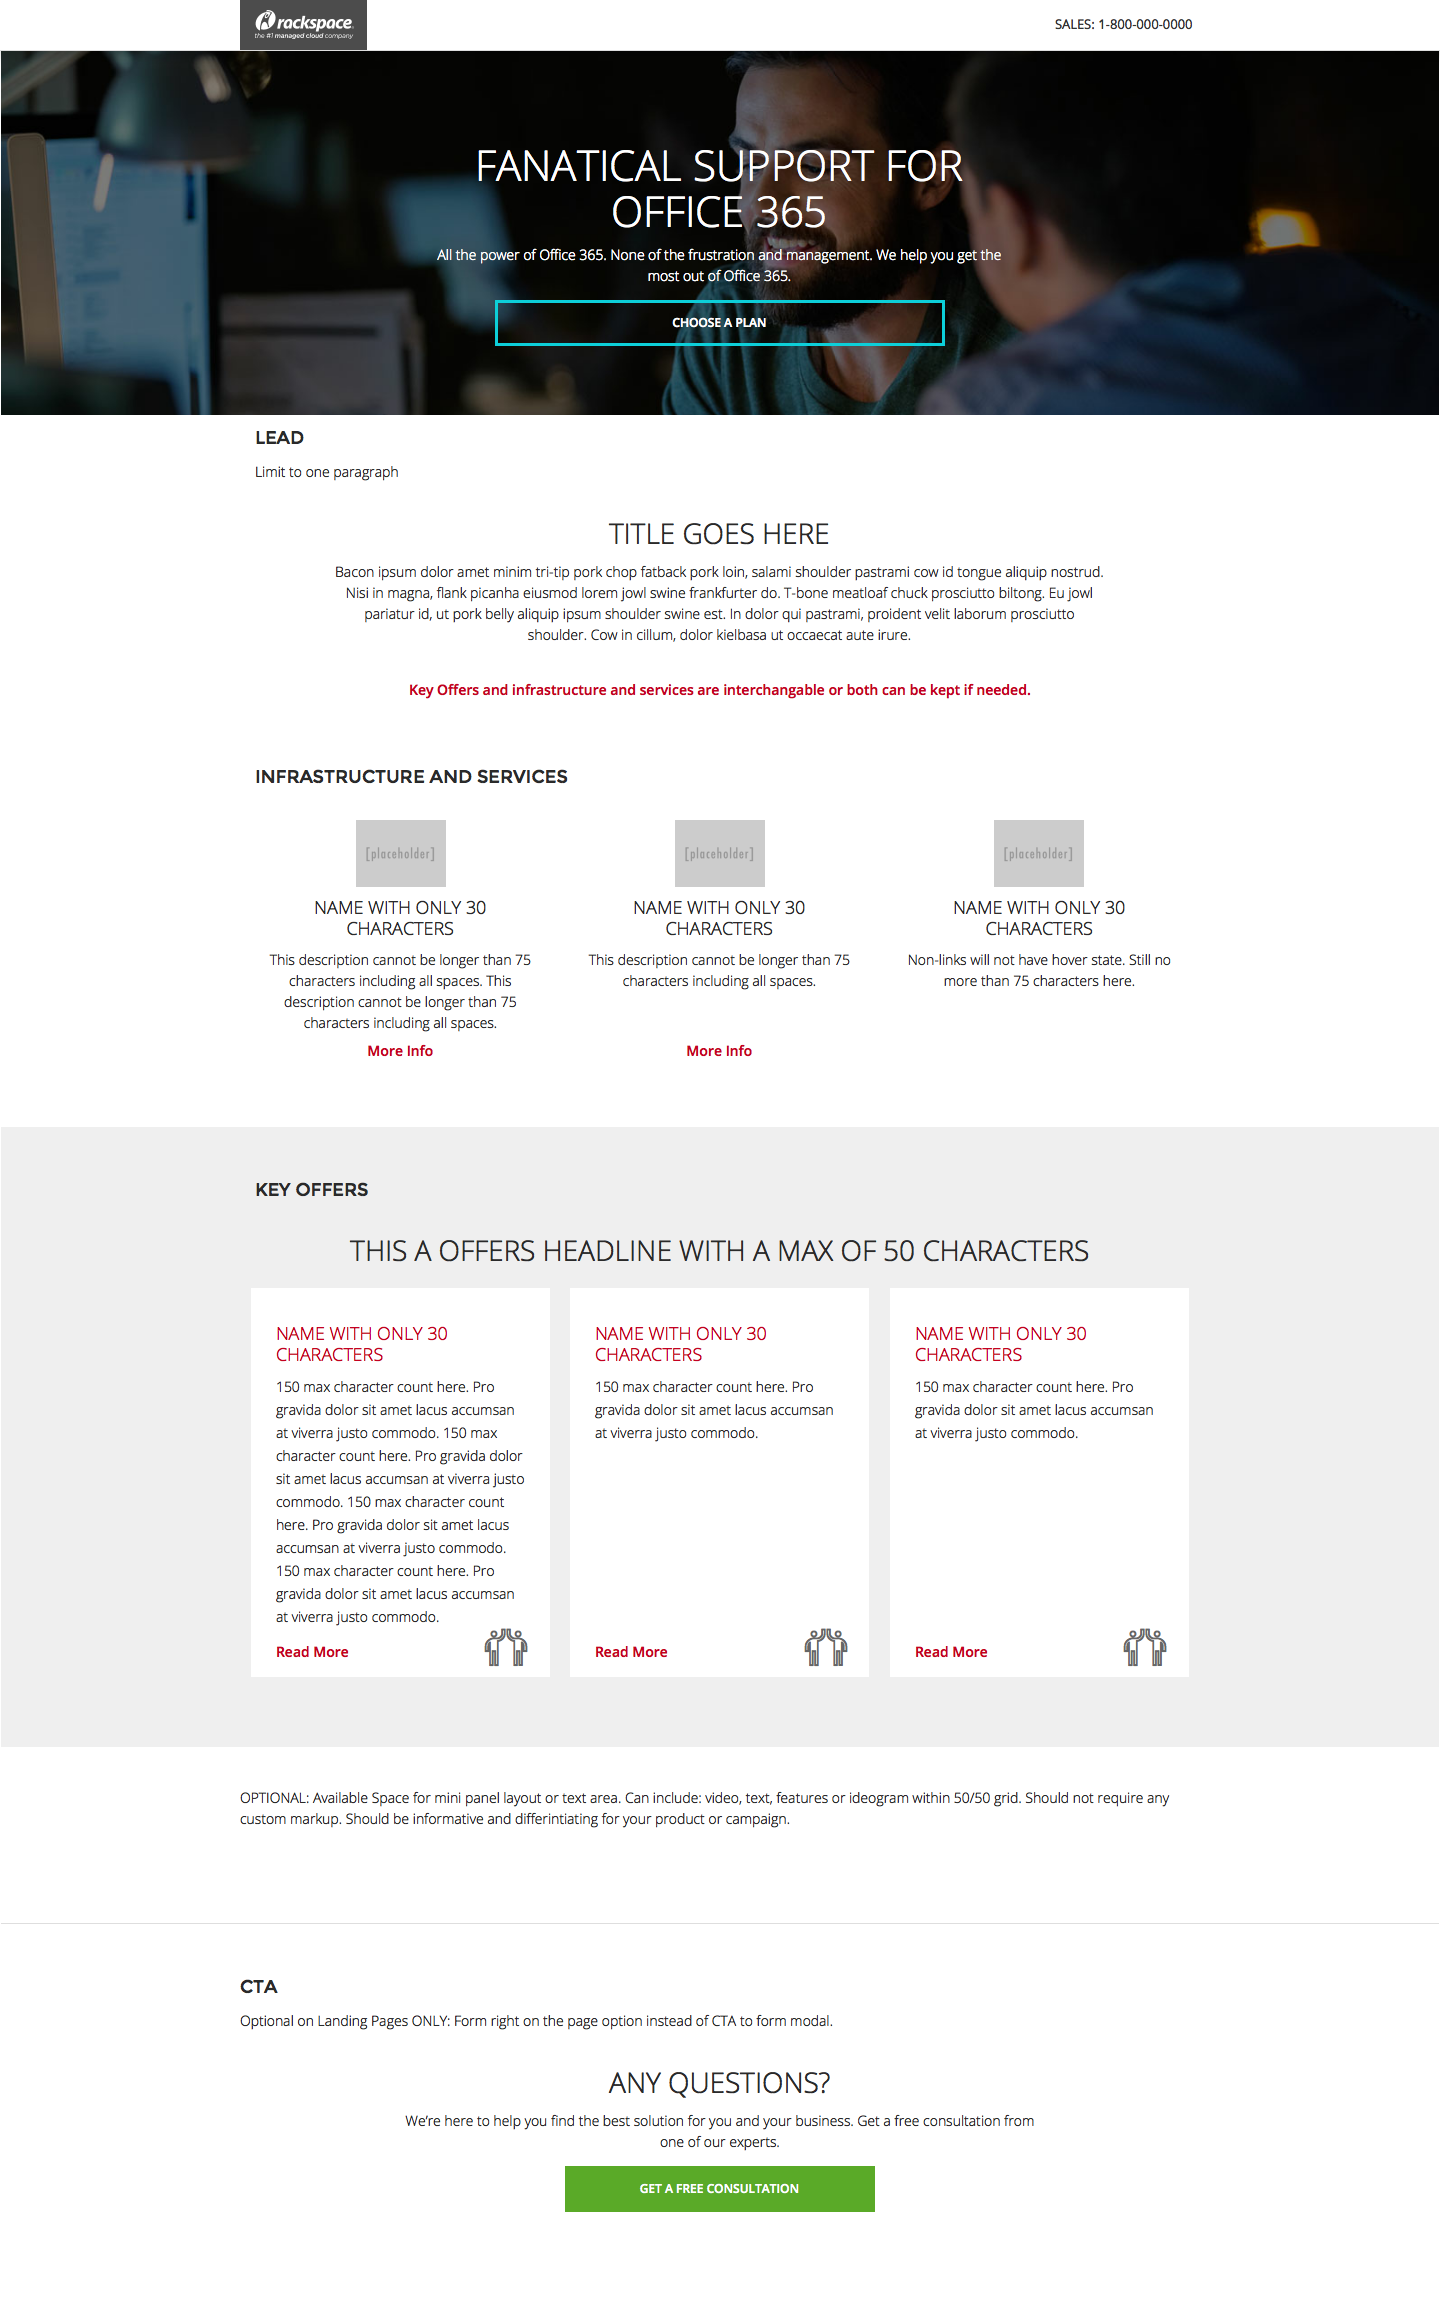 rackspace
the #1 managed cloud company
SALES: 1-800-000-0000
FANATICAL SUPPORT FOR
OFFICE 365
All the power of Office 365. None of the frustration and management. We help you get the
most out of Office 365.
CHOOSE A PLAN
LEAD
Limit to one paragraph
TITLE GOES HERE
Bacon ipsum dolor amet minim tri-tip pork chop fatback pork loin, salami shoulder pastrami cow id tongue aliquip nostrud.
Nisi in magna, flank picanha eiusmod lorem jowl swine frankfurter do. T-bone meatloaf chuck prosciutto biltong. Eu jowl
pariatur id, ut pork belly aliquip ipsum shoulder swine est. In dolor qui pastrami, proident velit laborum prosciutto
shoulder. Cow in cillum, dolor kielbasa ut occaecat aute irure.
Key Offers and infrastructure and services are interchangable or both can be kept if needed.
INFRASTRUCTURE AND SERVICES
[placeholder]
NAME WITH ONLY 30
CHARACTERS
This description cannot be longer than 75
characters including all spaces. This
description cannot be longer than 75
characters including all spaces.
More Info
[placeholder]
NAME WITH ONLY 30
CHARACTERS
This description cannot be longer than 75
characters including all spaces.
More Info
[placeholder]
NAME WITH ONLY 30
CHARACTERS
Non-links will not have hover state. Still no
more than 75 characters here.
KEY OFFERS
THIS A OFFERS HEADLINE WITH A MAX OF 50 CHARACTERS
NAME WITH ONLY 30
CHARACTERS
150 max character count here. Pro
gravida dolor sit amet lacus accumsan
at viverra justo commodo. 150 max
character count here. Pro gravida dolor
sit amet lacus accumsan at viverra justo
commodo. 150 max character count
here. Pro gravida dolor sit amet lacus
accumsan at viverra justo commodo.
150 max character count here. Pro
gravida dolor sit amet lacus accumsan
at viverra justo commodo.
Read More
NAME WITH ONLY 30
CHARACTERS
150 max character count here. Pro
gravida dolor sit amet lacus accumsan
at viverra justo commodo.
Read More
NAME WITH ONLY 30
CHARACTERS
150 max character count here. Pro
gravida dolor sit amet lacus accumsan
at viverra justo commodo.
Read More
OPTIONAL: Available Space for mini panel layout or text area. Can include: video, text, features or ideogram within 50/50 grid. Should not require any
custom markup. Should be informative and differintiating for your product or campaign.
CTA
Optional on Landing Pages ONLY: Form right on the page option instead of CTA to form modal.
ANY QUESTIONS?
We're here to help you find the best solution for you and your business. Get a free consultation from
one of our experts.
GET A FREE CONSULTATION